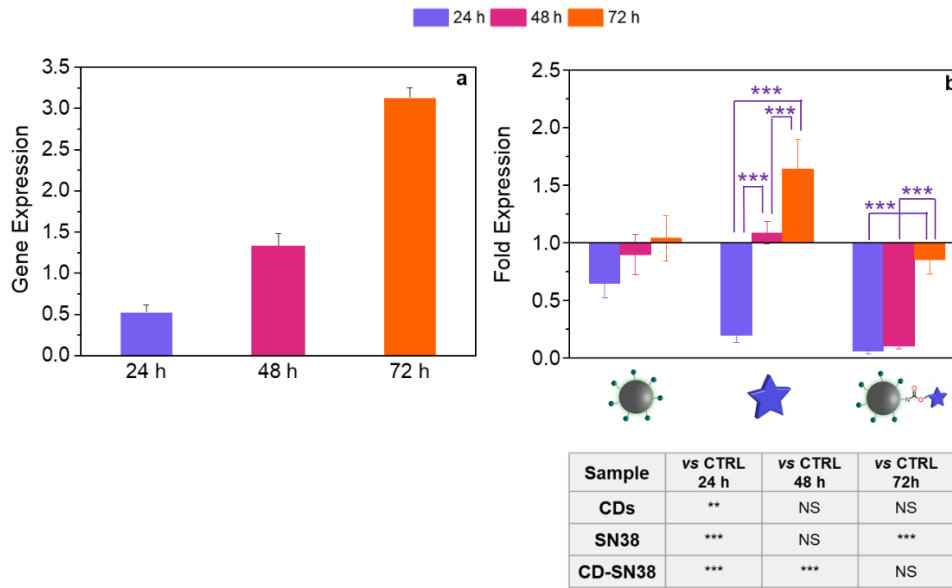 24 h 48 h 72 h
a
Gene Expression
3.5
3.0
2.5
2.0
1.5
1.0
0.5
0.0
24 h 48 h 72 h
b
Fold Expression
2.5
2.0
1.5
1.0
0.5
0.0
***
***
***
***
***
N
O
O
Sample vs CTRL 24 h vs CTRL 48 h vs CTRL 72h
CDs ** NS NS
SN38 *** NS ***
CD-SN38 *** *** NS